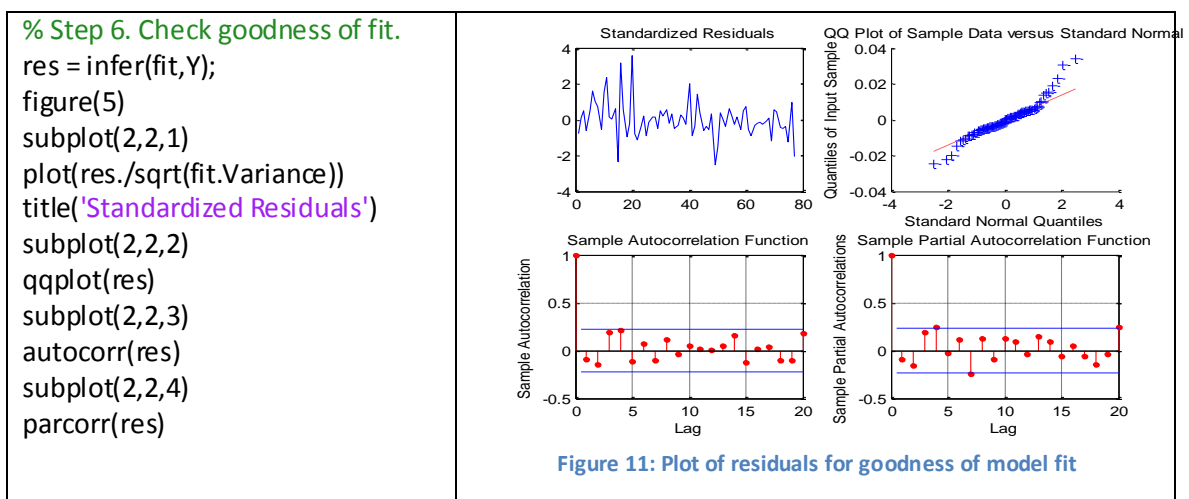 % Step 6. Check goodness of fit.
res = infer(fit,Y);
figure(5)
subplot(2,2,1)
plot(res./sqrt(fit.Variance))
title('Standardized Residuals')
subplot(2,2,2)
qqplot(res)
subplot(2,2,3)
autocorr(res)
subplot(2,2,4)
parcorr(res)
Standardized Residuals
4
2
0
-2
-4
0 20 40 60 80
QQ Plot of Sample Data versus Standard Normal
Quantiles of Input Sample
0.04
0.02
0
-0.02
-0.04
-4 -2 0 2 4
Standard Normal Quantiles
Sample Autocorrelation Function
Sample Autocorrelation
1
0.5
0
-0.5
0 5 10 15 20
Lag
Sample Partial Autocorrelation Function
Sample Partial Autocorrelations
1
0.5
0
-0.5
0 5 10 15 20
Lag
Figure 11: Plot of residuals for goodness of model fit